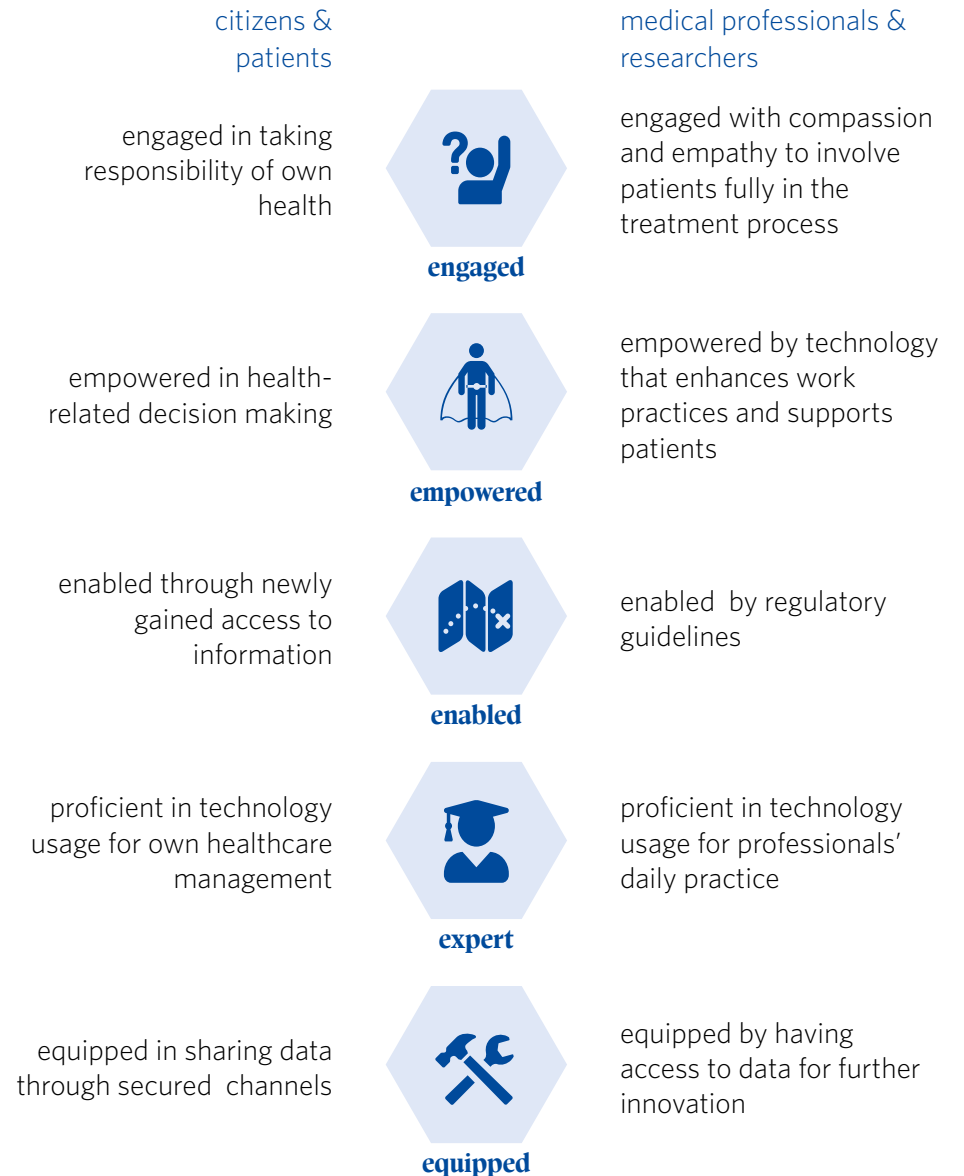 citizens &
patients
medical professionals &
researchers
engaged in taking
responsibility of own
health
engaged
engaged with compassion
and empathy to involve
patients fully in the
treatment process
empowered in health-
related decision making
empowered
empowered by technology
that enhances work
practices and supports
patients
enabled through newly
gained access to
information
enabled
enabled  by regulatory
guidelines
proficient in technology
usage for own healthcare
management
expert
proficient in technology
usage for professionals’
daily practice
equipped in sharing data
through secured  channels
equipped
equipped by having
access to data for further
innovation